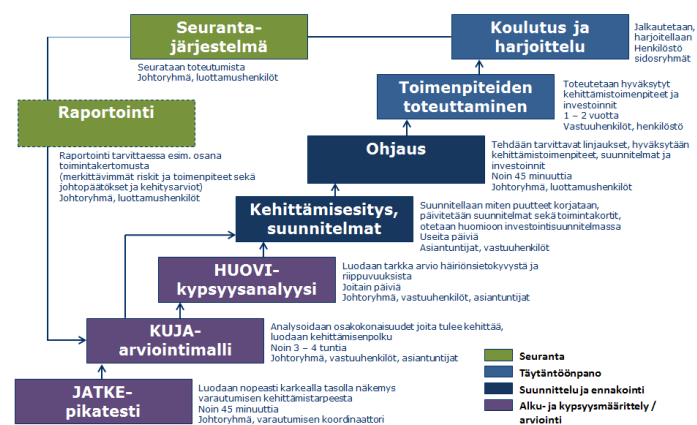 Seuranta-
järjestelmä
Seurataan toteutumista
Johtoryhmä, luottamushenkilöt
Koulutus ja
harjoittelu
Jalkautetaan,
harjoitellaan
Henkilöstö
sidosryhmät
Raportointi
Raportointi tarvittaessa esim. osana
toimintakertomusta
(merkittävimmät riskit ja toimenpiteet sekä
johtopäätökset ja kehitysarviot)
Johtoryhmä, luottamushenkilöt
Toimenpiteiden
toteuttaminen
Toteutetaan hyväksytyt
kehittämistoimenpiteet ja
investoinnit
1 – 2 vuotta
Vastuuhenkilöt, henkilöstö
Ohjaus
Tehdään tarvittavat linjaukset, hyväksytään
kehittämistoimenpiteet, suunnitelmat ja
investoinnit
Noin 45 minuuttia
Johtoryhmä, luottamushenkilöt
Kehittämisesitys,
suunnitelmat
Suunnitellaan miten puutteet korjataan,
päivitetään suunnitelmat sekä toimintakortit,
otetaan huomioon investointisuunnitelmassa
Useita päiviä
Asiantuntijat, vastuuhenkilöt
HUOVI-
kypsyysanalyysi
Luodaan tarkka arvio häiriönsietokyvystä ja
riippuvuuksista
Joitain päiviä
Johtoryhmä, vastuuhenkilöt, asiantuntijat
KUJA-
arviointimalli
Analysoidaan osakokonaisuudet joita tulee kehittää,
luodaan kehittämisenpolku
Noin 3 – 4 tuntia
Johtoryhmä, vastuuhenkilöt, asiantuntijat
JATKE-
pikatesti
Luodaan nopeasti karkealla tasolla näkemys
varautumisen kehittämistarpeesta
Noin 45 minuuttia
Johtoryhmä, varautumisen koordinaattori
Seuranta
Täytäntöönpano
Suunnittelu ja ennakointi
Alku- ja kypsyysmäärittely /
arviointi